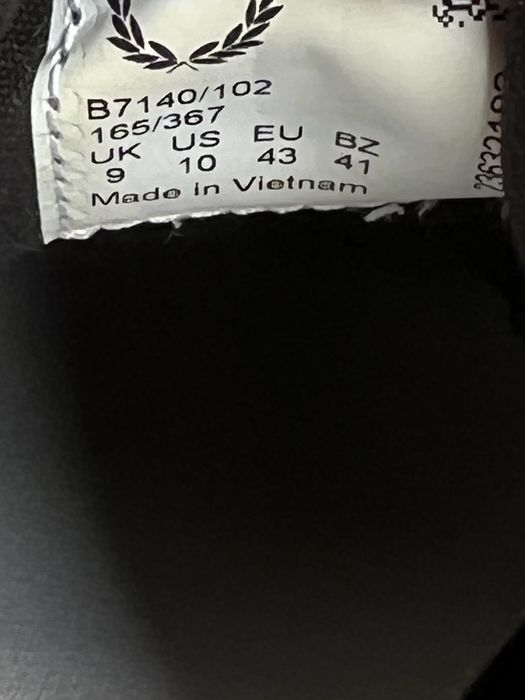 B7140/102
165/367
UK US EU BZ
9 10 43 41
Made in Vietnam